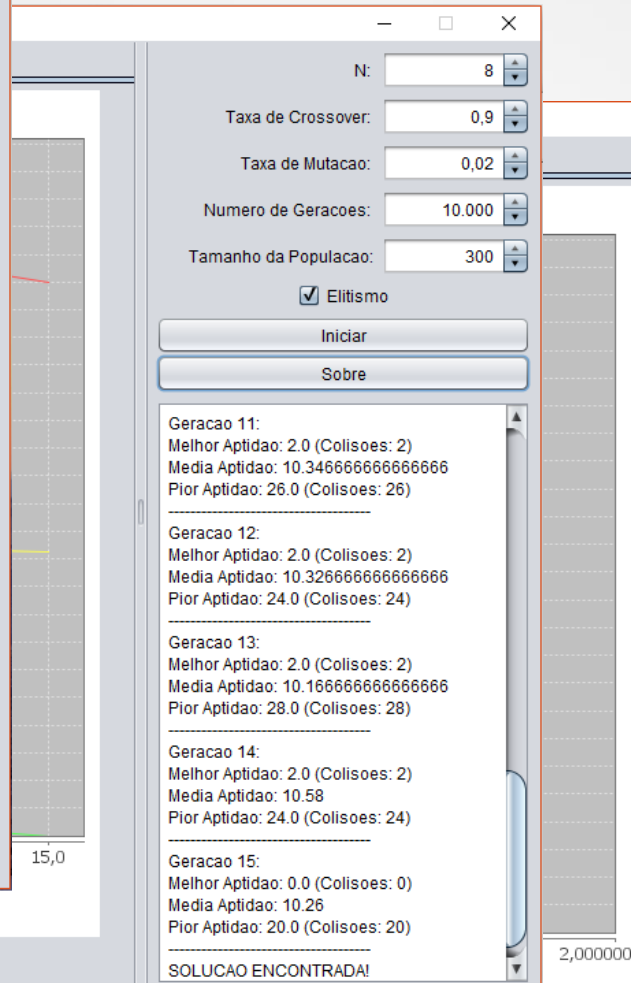 N: 8
Taxa de Crossover: 0,9
Taxa de Mutacao: 0,02
Numero de Geracoes: 10.000
Tamanho da Populacao: 300
Elitismo
Iniciar
Sobre
Geracao 11:
Melhor Aptidao: 2.0 (Colisoes: 2)
Media Aptidao: 10.346666666666666
Pior Aptidao: 26.0 (Colisoes: 26)
-------------------------------------
Geracao 12:
Melhor Aptidao: 2.0 (Colisoes: 2)
Media Aptidao: 10.326666666666666
Pior Aptidao: 24.0 (Colisoes: 24)
-------------------------------------
Geracao 13:
Melhor Aptidao: 2.0 (Colisoes: 2)
Media Aptidao: 10.166666666666666
Pior Aptidao: 28.0 (Colisoes: 28)
-------------------------------------
Geracao 14:
Melhor Aptidao: 2.0 (Colisoes: 2)
Media Aptidao: 10.58
Pior Aptidao: 24.0 (Colisoes: 24)
-------------------------------------
Geracao 15:
Melhor Aptidao: 0.0 (Colisoes: 0)
Media Aptidao: 10.26
Pior Aptidao: 20.0 (Colisoes: 20)
-------------------------------------
SOLUCAO ENCONTRADA!
15,0
2,000000